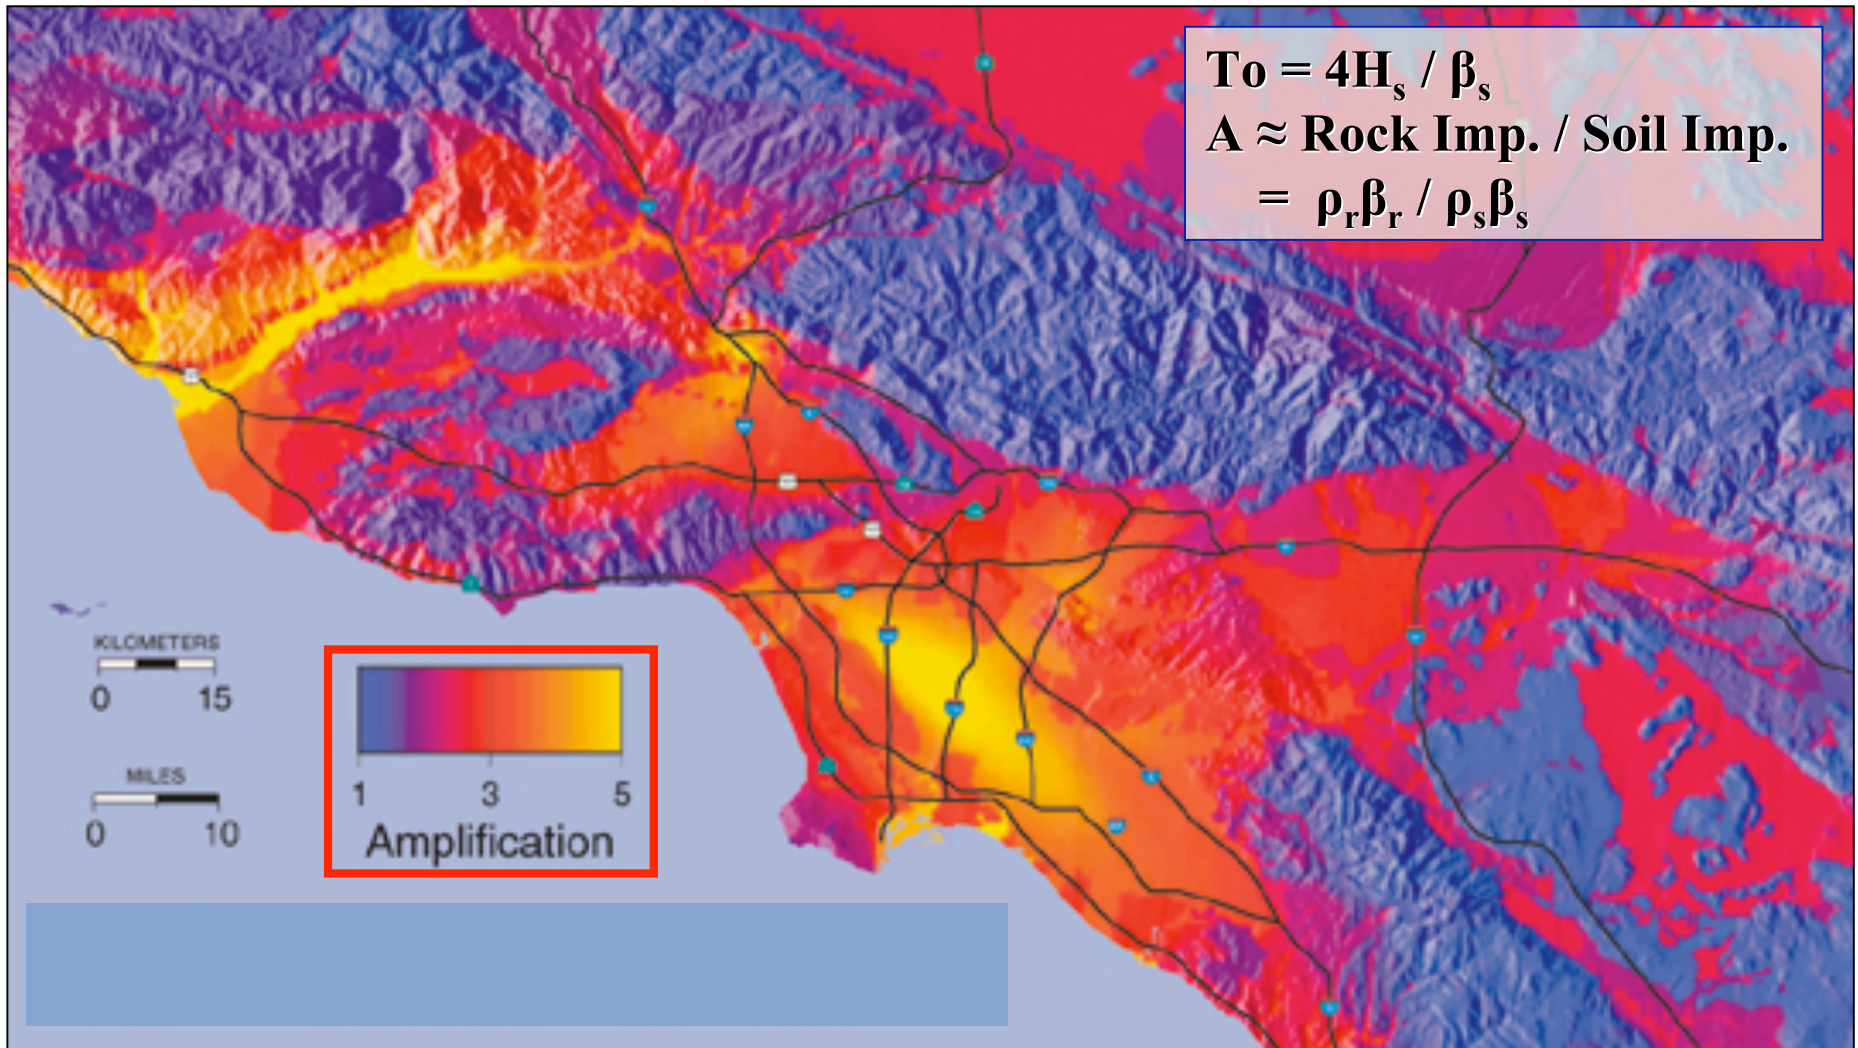 To = 4Hs / βs
A ≈ Rock Imp. / Soil Imp.
= ρrβr / ρsβs
KILOMETERS
0 15
MILES
0 10
1 3 5
Amplification